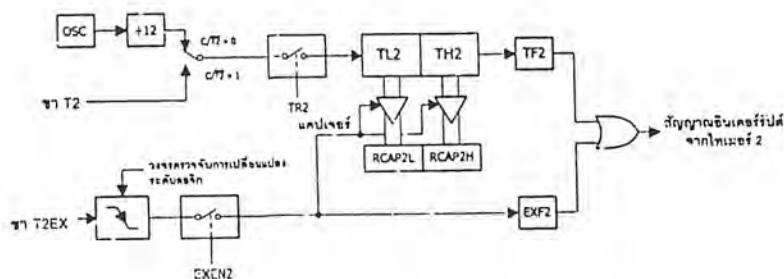 OSC
÷12
C/T2 = 0
C/T2 = 1
ขา T2
TR2
TL2
TH2
TF2
แคปเจอร์
RCAP2L
RCAP2H
สัญญาณอินเตอร์รัปต์
จากไทเมอร์ 2
วงจรตรวจจับการเปลี่ยนแปลง
ระดับลอจิก
ขา T2EX
EXEN2
EXF2